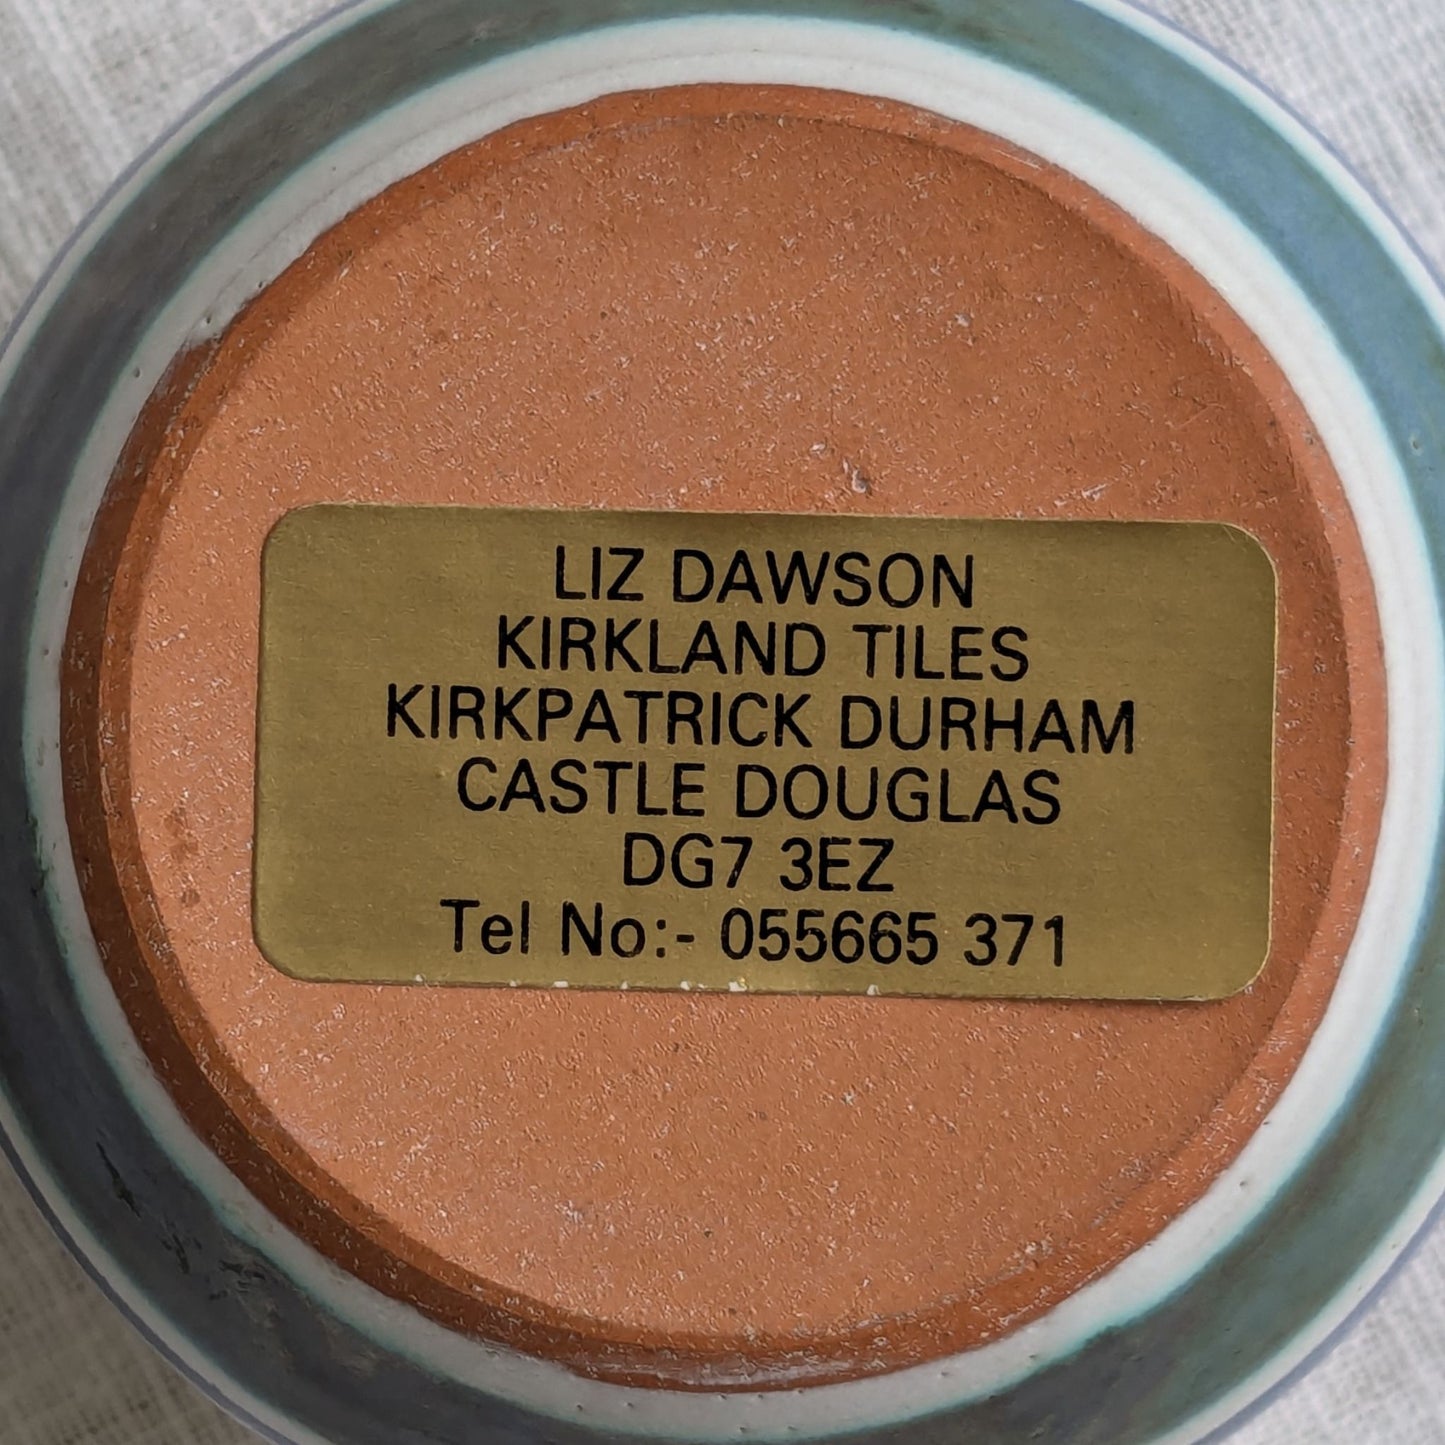 LIZ DAWSON
KIRKLAND TILES
KIRKPATRICK DURHAM
CASTLE DOUGLAS
DG7 3EZ
Tel No:- 055665 371